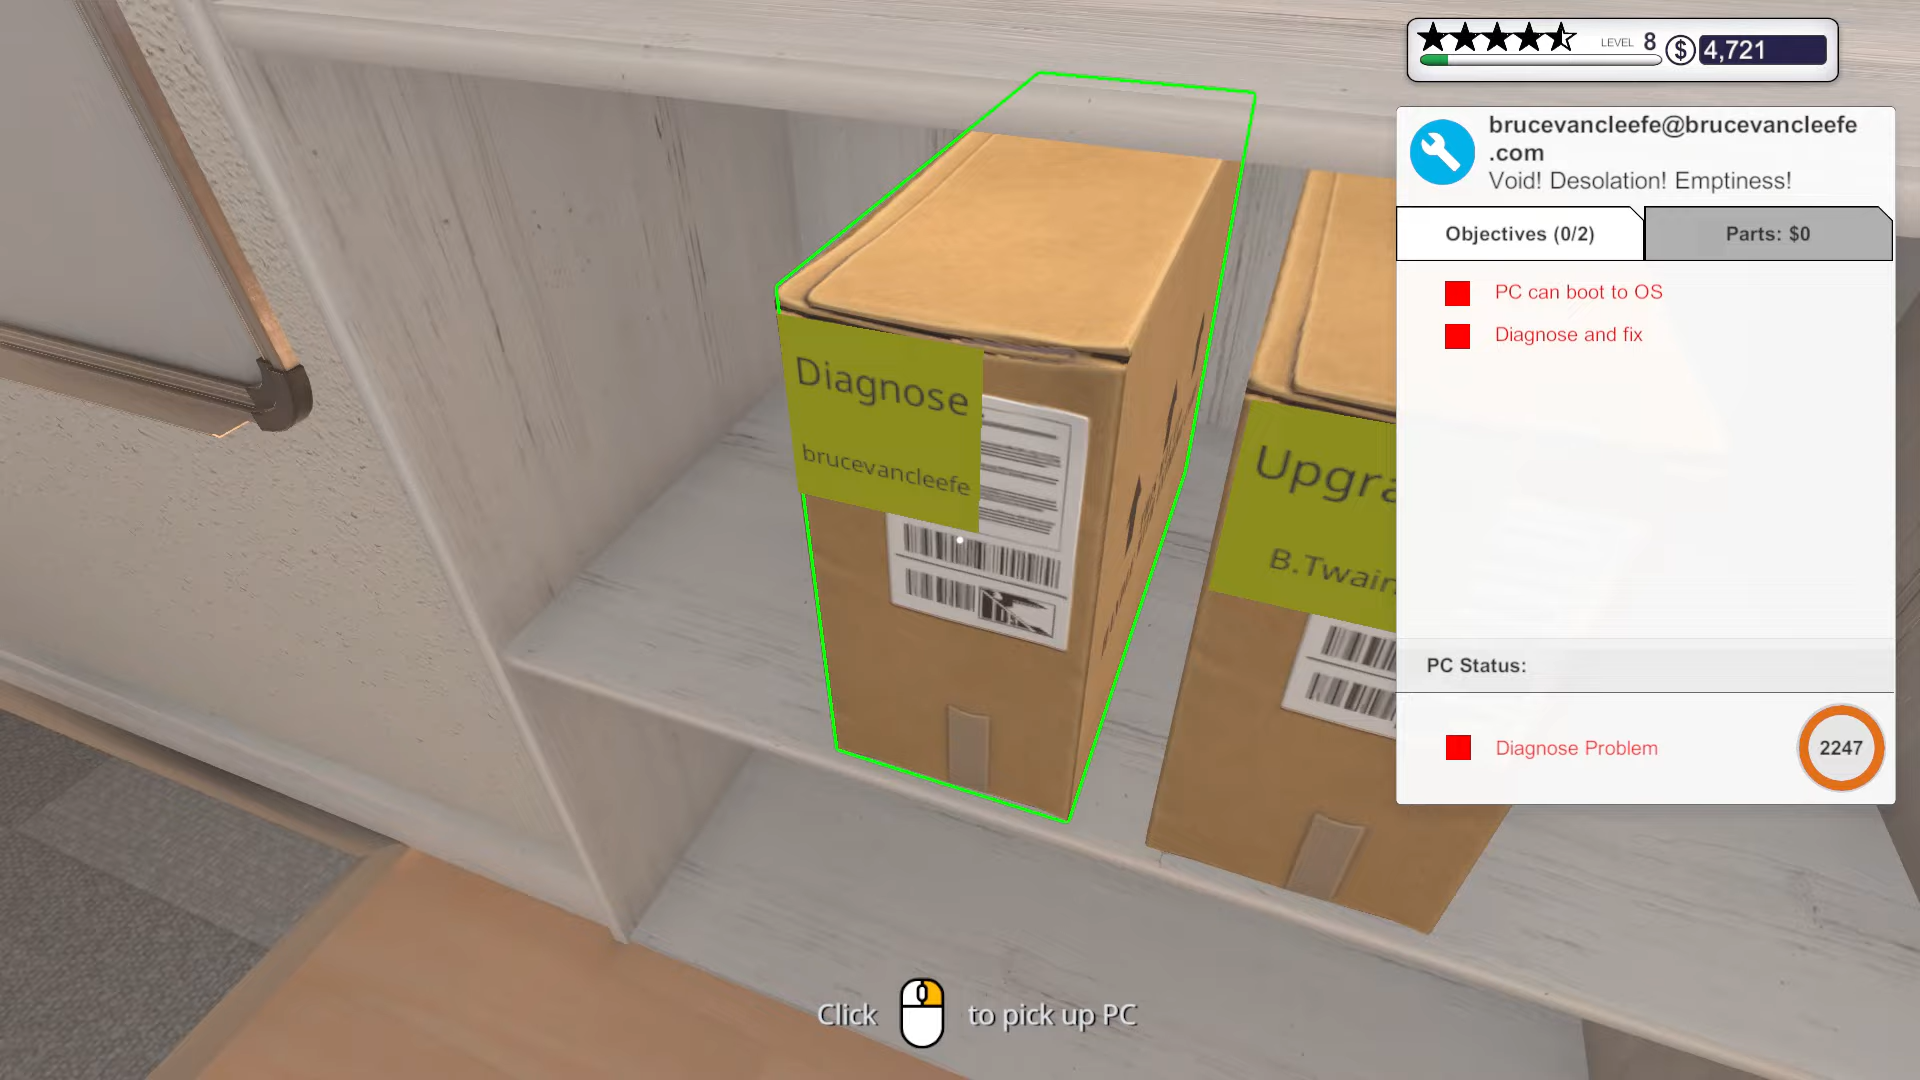 LEVEL 8 $ 4,721
brucevancleefe@brucevancleefe
.com
Void! Desolation! Emptiness!
Objectives (0/2)
Parts: $0
PC can boot to OS
Diagnose and fix
Diagnose.
brucevancleefe
Upgra
B.Twain
PC Status:
Diagnose Problem
2247
Click to pick up PC